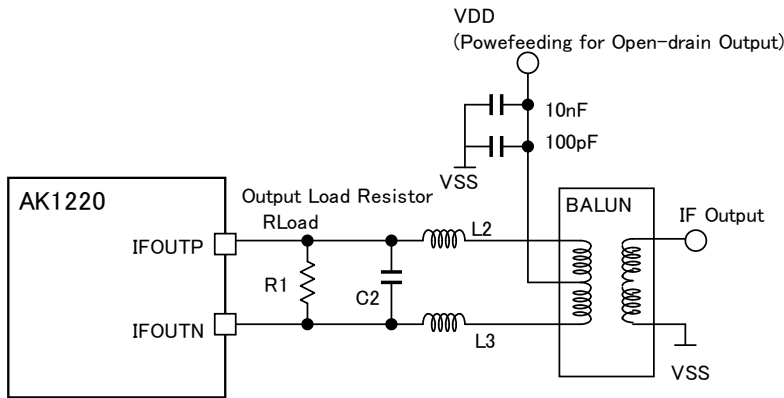 VDD
(Powefeeding for Open-drain Output)
10nF
100pF
VSS
AK1220
Output Load Resistor
RLoad
BALUN
IF Output
IFOUTP
L2
R1
C2
IFOUTN
L3
VSS